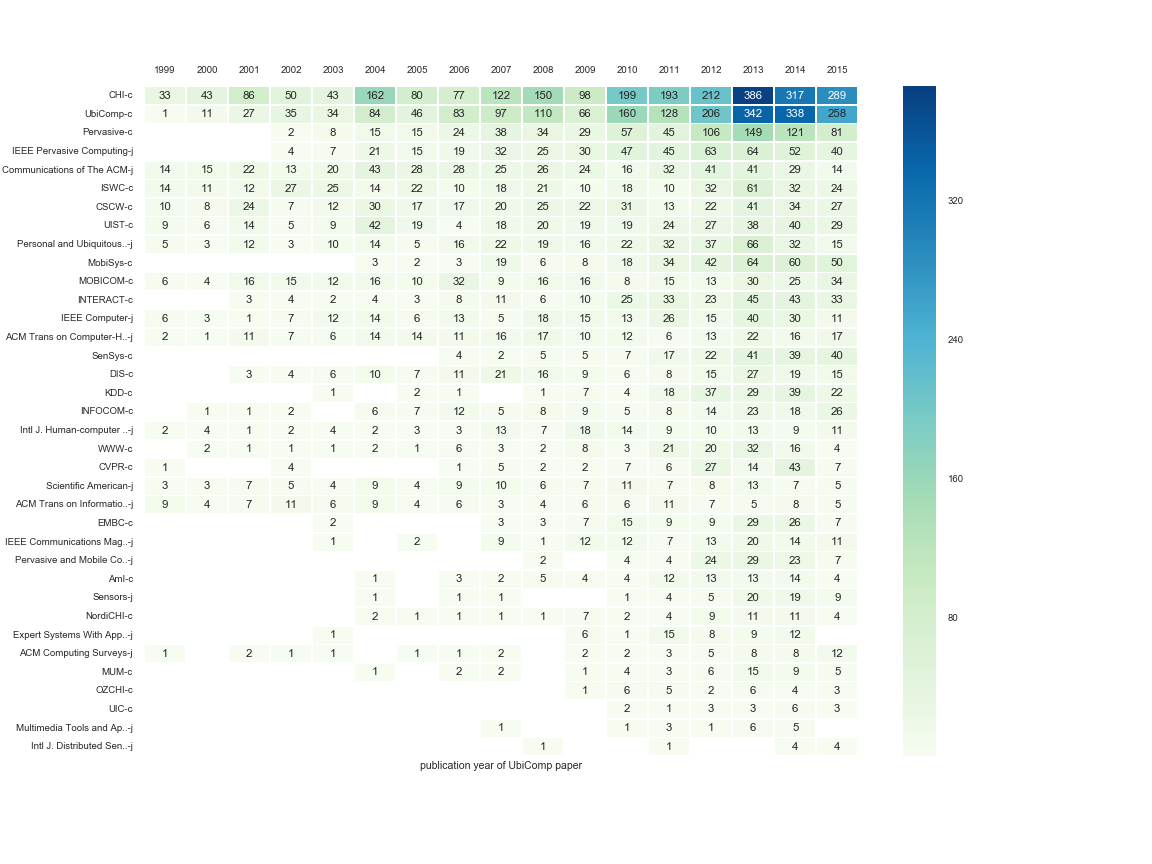 1999 2000 2001 2002 2003 2004 2005 2006 2007 2008 2009 2010 2011 2012 2013 2014 2015
CHI-c 33 43 86 50 43 162 80 77 122 150 98 199 193 212 386 317 289
UbiComp-c 1 11 27 35 34 84 46 83 97 110 66 160 128 206 342 338 258
Pervasive-c 2 8 15 15 24 38 34 29 57 45 106 149 121 81
IEEE Pervasive Computing-j 4 7 21 15 19 32 25 30 47 45 63 64 52 40
Communications of The ACM-j 14 15 22 13 20 43 28 28 25 26 24 16 32 41 41 29 14
ISWC-c 14 11 12 27 25 14 22 10 18 21 10 18 10 32 61 32 24
320
CSCW-c 10 8 24 7 12 30 17 17 20 25 22 31 13 22 41 34 27
UIST-c 9 6 14 5 9 42 19 4 18 20 19 19 24 27 38 40 29
Personal and Ubiquitous..-j 5 3 12 3 10 14 5 16 22 19 16 22 32 37 66 32 15
MobiSys-c 3 2 3 19 6 8 18 34 42 64 60 50
MOBICOM-c 6 4 16 15 12 16 10 32 9 16 16 8 15 13 30 25 34
INTERACT-c 3 4 2 4 3 8 11 6 10 25 33 23 45 43 33
IEEE Computer-j 6 3 1 7 12 14 6 13 5 18 15 13 26 15 40 30 11
ACM Trans on Computer-H..-j 2 1 11 7 6 14 14 11 16 17 10 12 6 13 22 16 17
240
SenSys-c 4 2 5 5 7 17 22 41 39 40
DIS-c 3 4 6 10 7 11 21 16 9 6 8 15 27 19 15
KDD-c 1 2 1 1 7 4 18 37 29 39 22
INFOCOM-c 1 1 2 6 7 12 5 8 9 5 8 14 23 18 26
Intl J. Human-computer ..-j 2 4 1 2 4 2 3 3 13 7 18 14 9 10 13 9 11
WWW-c 2 1 1 1 2 1 6 3 2 8 3 21 20 32 16 4
CVPR-c 1 4 1 5 2 2 7 6 27 14 43 7
160
Scientific American-j 3 3 7 5 4 9 4 9 10 6 7 11 7 8 13 7 5
ACM Trans on Informatio..-j 9 4 7 11 6 9 4 6 3 4 6 6 11 7 5 8 5
EMBC-c 2 3 3 7 15 9 9 29 26 7
IEEE Communications Mag..-j 1 2 9 1 12 12 7 13 20 14 11
Pervasive and Mobile Co..-j 2 4 4 24 29 23 7
AmI-c 1 3 2 5 4 4 12 13 13 14 4
Sensors-j 1 1 1 1 4 5 20 19 9
NordiCHI-c 2 1 1 1 1 7 2 4 9 11 11 4
80
Expert Systems With App..-j 1 6 1 15 8 9 12
ACM Computing Surveys-j 1 2 1 1 1 1 2 2 2 3 5 8 8 12
MUM-c 1 2 2 1 4 3 6 15 9 5
OZCHI-c 1 6 5 2 6 4 3
UIC-c 2 1 3 3 6 3
Multimedia Tools and Ap..-j 1 1 3 1 6 5
Intl J. Distributed Sen..-j 1 1 4 4
publication year of UbiComp paper